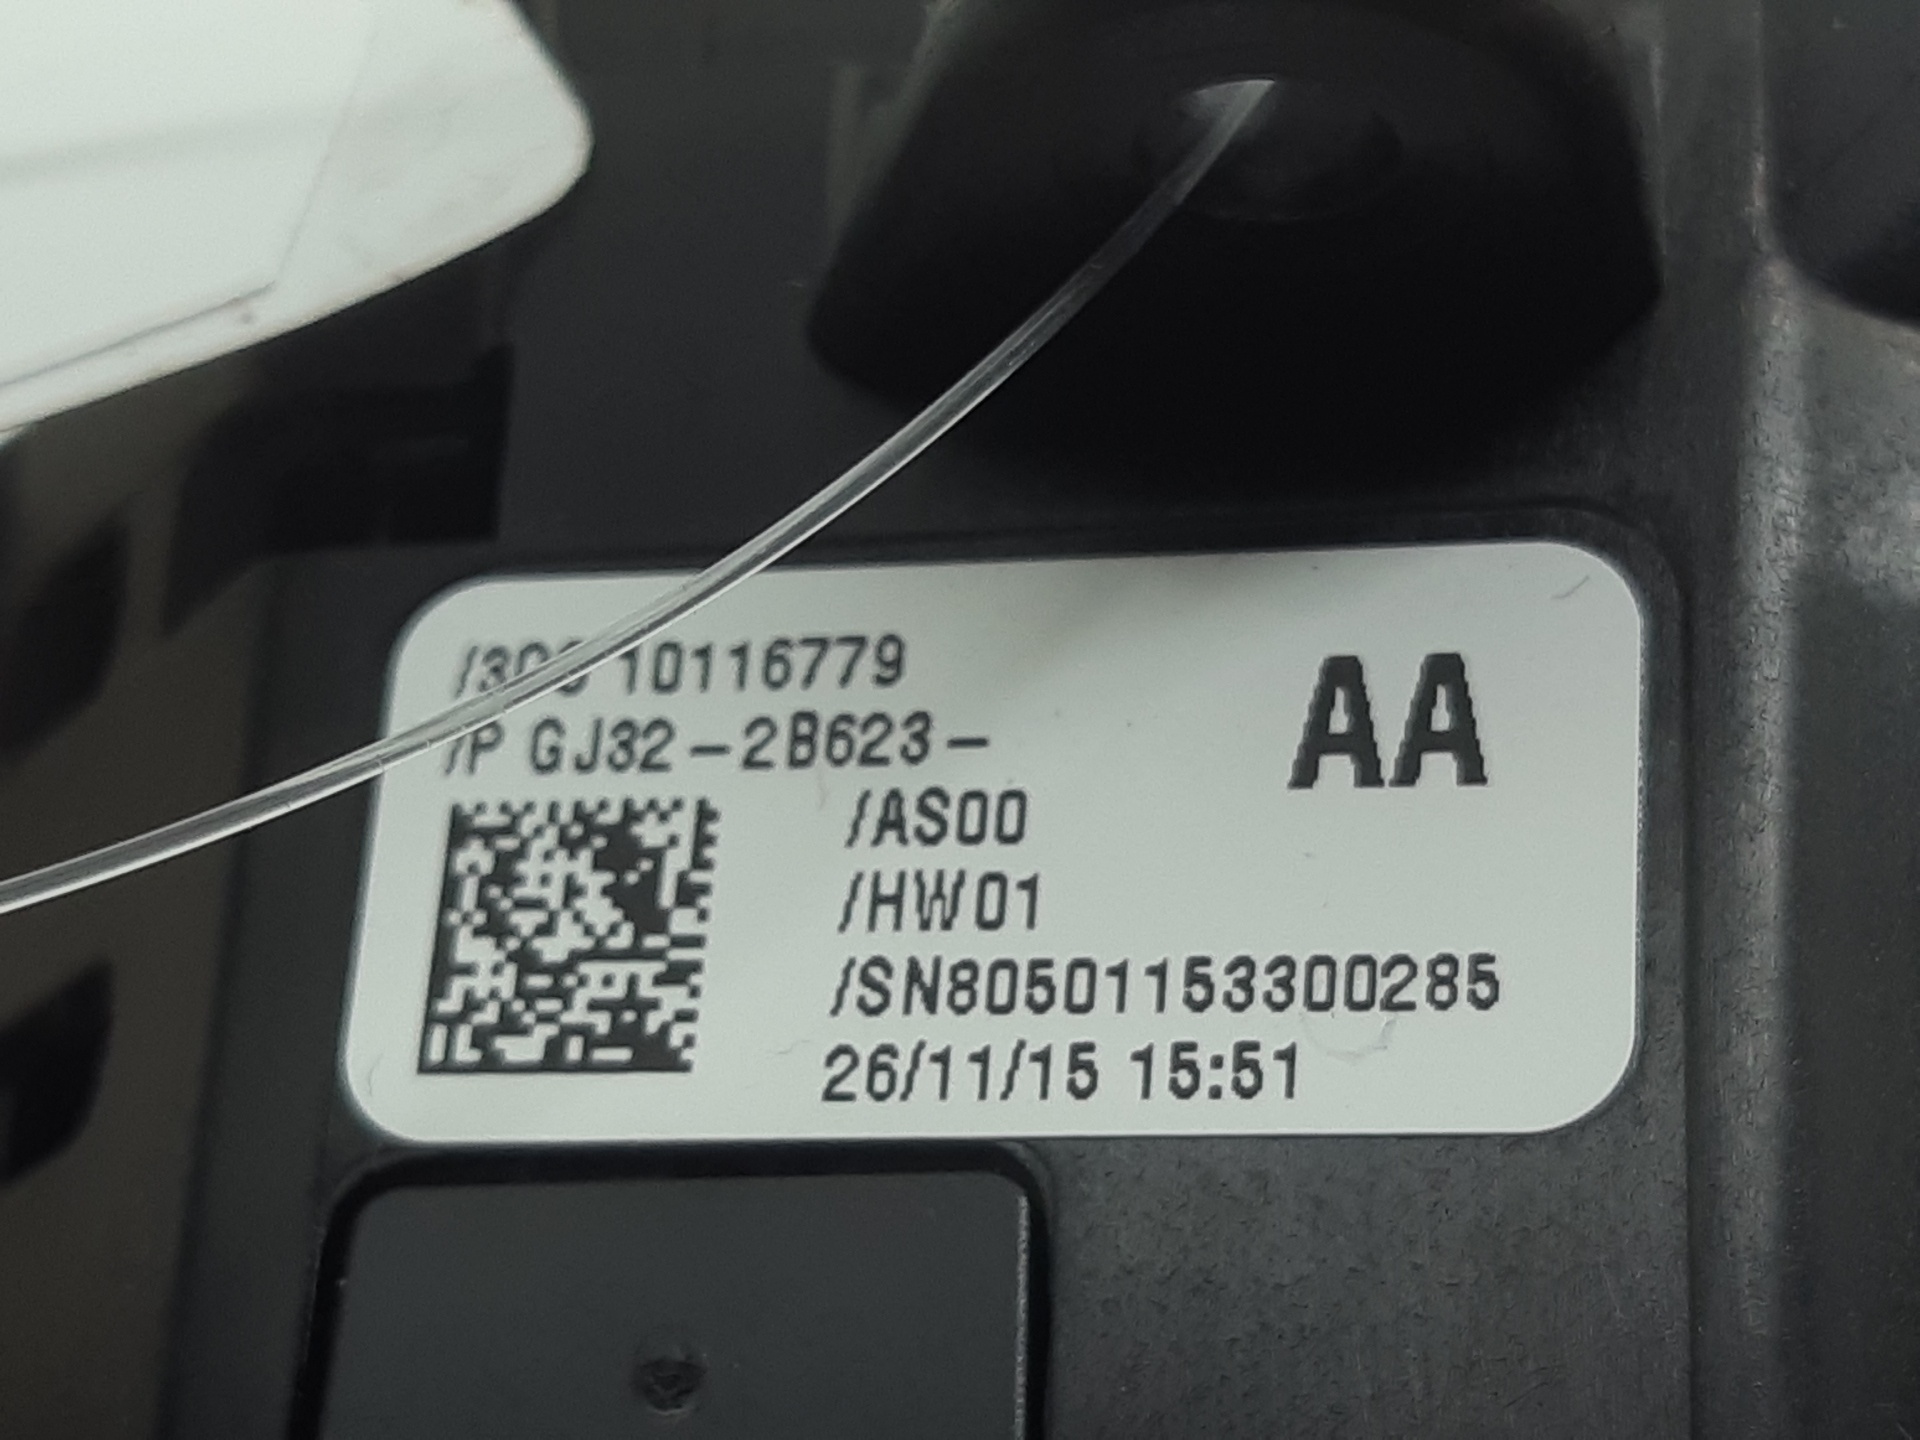 10116779
/P GJ32-2B623-
AA
/AS00
/HW01
/SN80501153300285
26/11/15 15:51